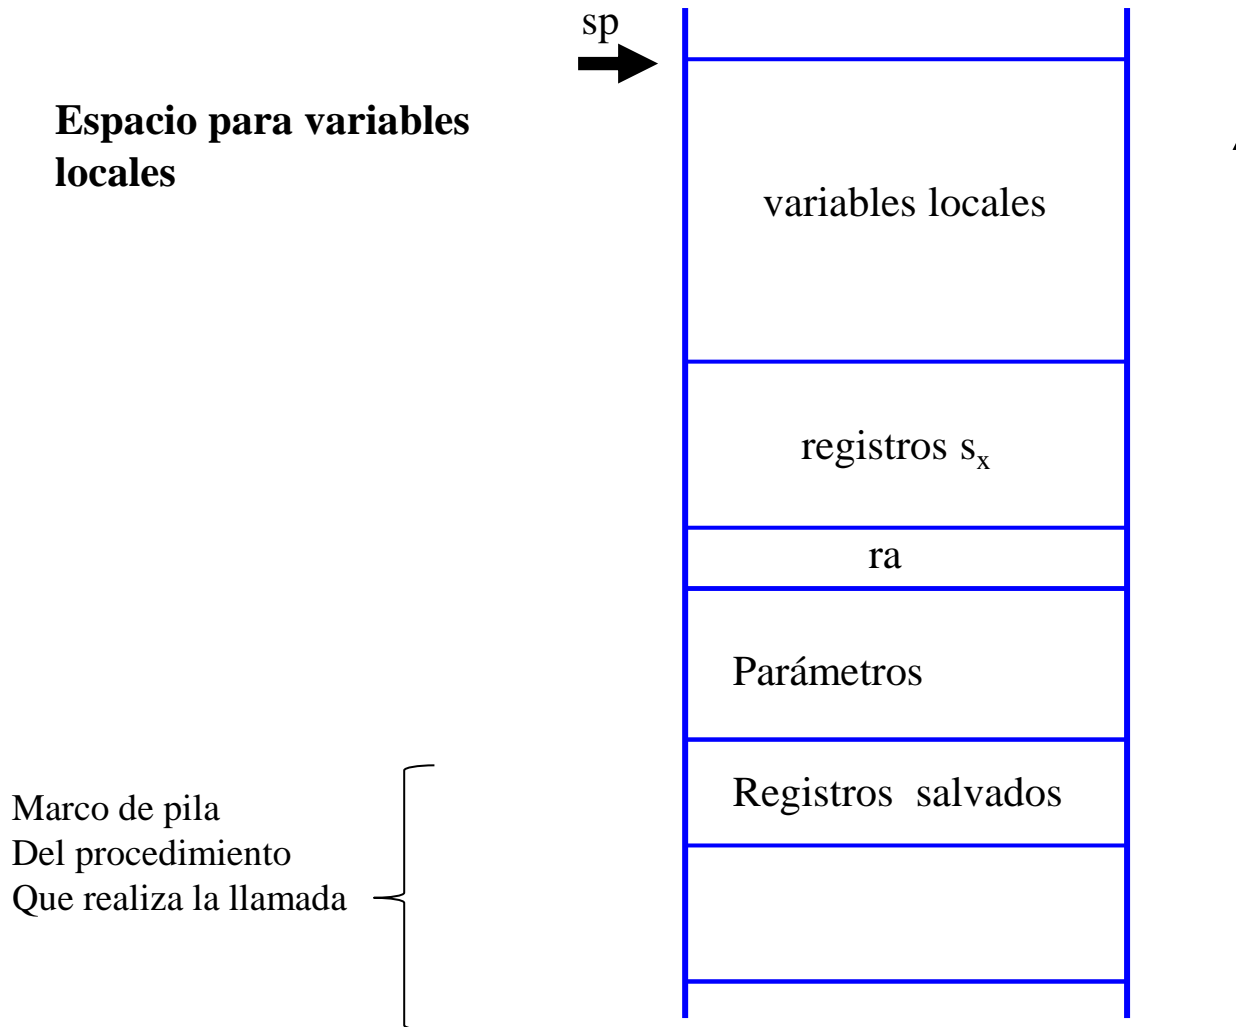 sp
Espacio para variables
locales
variables locales
registros sₓ
ra
Parámetros
Registros salvados
Marco de pila
Del procedimiento
Que realiza la llamada